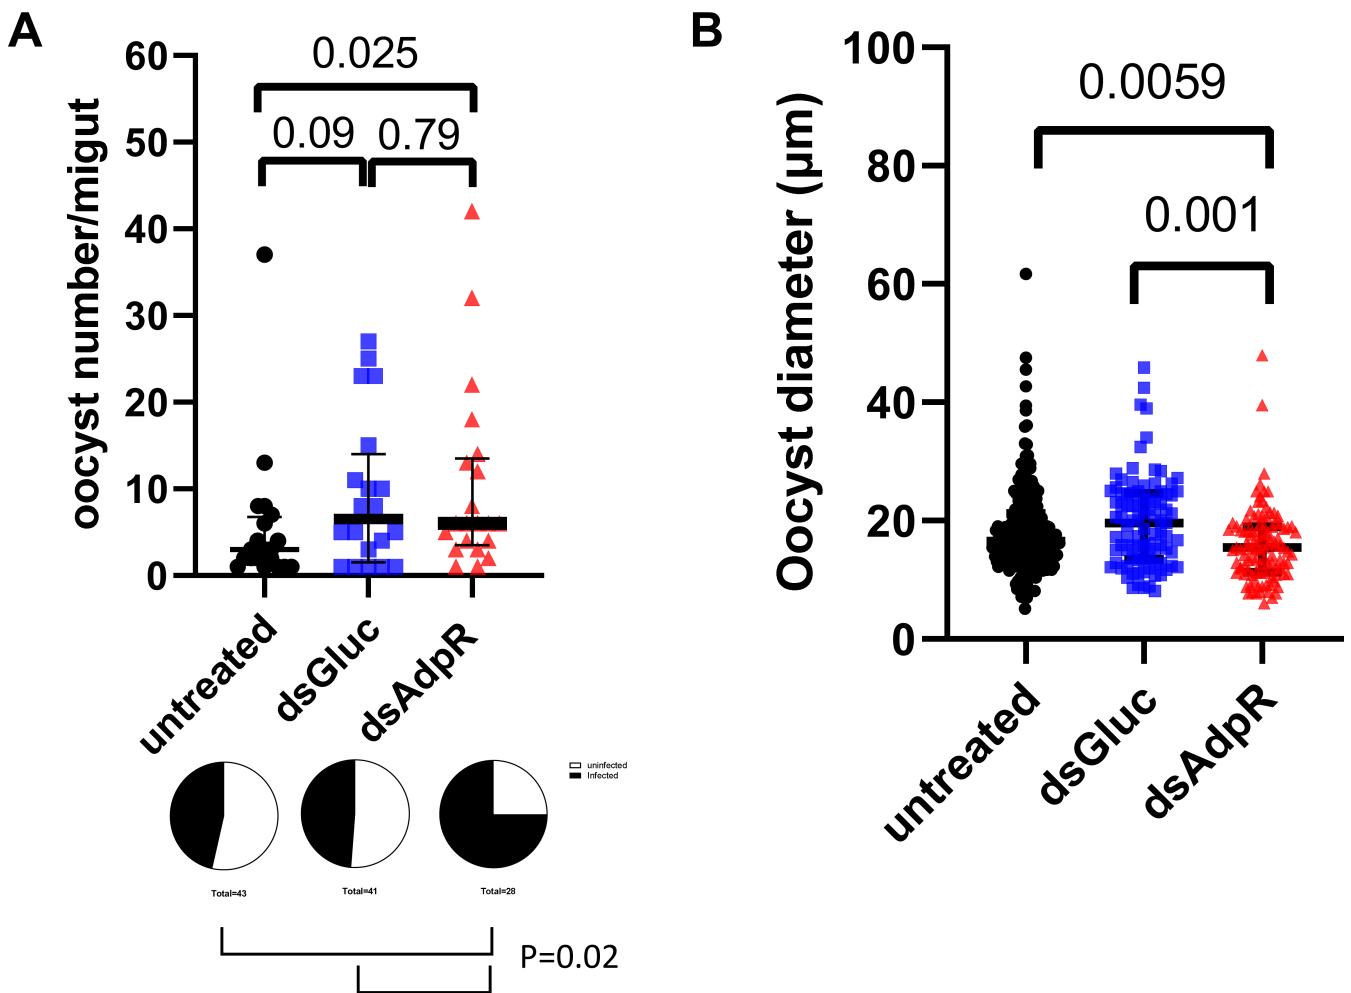 A
60
50
40
30
20
10
0
oocyst number/migut
0.025
0.09
0.79
untreated
dsGluc
dsAdpR
uninfected
Infected
Total=43
Total=41
Total=28
P=0.02
B
100
80
60
40
20
0
Oocyst diameter (μm)
0.0059
0.001
untreated
dsGluc
dsAdpR